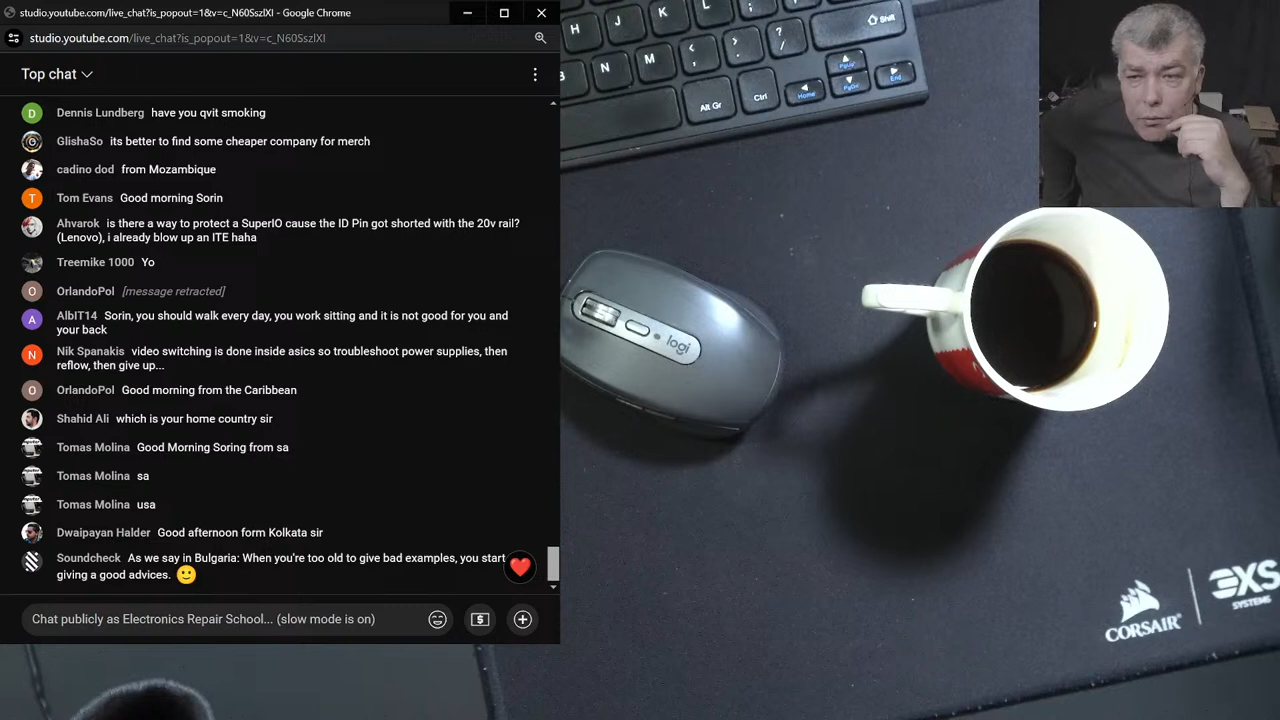 studio.youtube.com/live_chat?is_popout=1&v=c_N60SszlXI - Google Chrome
studio.youtube.com/live_chat?is_popout=1&v=c_N60SszlXI
Top chat
Dennis Lundberg have you qvit smoking
GlishaSo its better to find some cheaper company for merch
cadino dod from Mozambique
Tom Evans Good morning Sorin
Ahvarok is there a way to protect a SuperIO cause the ID Pin got shorted with the 20v rail?
(Lenovo), i already blow up an ITE haha
Treemike 1000 Yo
OrlandoPol [message retracted]
AlbIT14 Sorin, you should walk every day, you work sitting and it is not good for you and
your back
Nik Spanakis video switching is done inside asics so troubleshoot power supplies, then
reflow, then give up...
OrlandoPol Good morning from the Caribbean
Shahid Ali which is your home country sir
Tomas Molina Good Morning Soring from sa
Tomas Molina sa
Tomas Molina usa
Dwaipayan Halder Good afternoon form Kolkata sir
Soundcheck As we say in Bulgaria: When you're too old to give bad examples, you start
giving a good advices.
Chat publicly as Electronics Repair School... (slow mode is on)
D
T
O
A
N
O
H
J
K
L
Shift
B
N
M
< ,
> .
? /
Alt Gr
Ctrl
Home
PgUp
PgDn
End
logi
CORSAIR
EXS
SYSTEMS